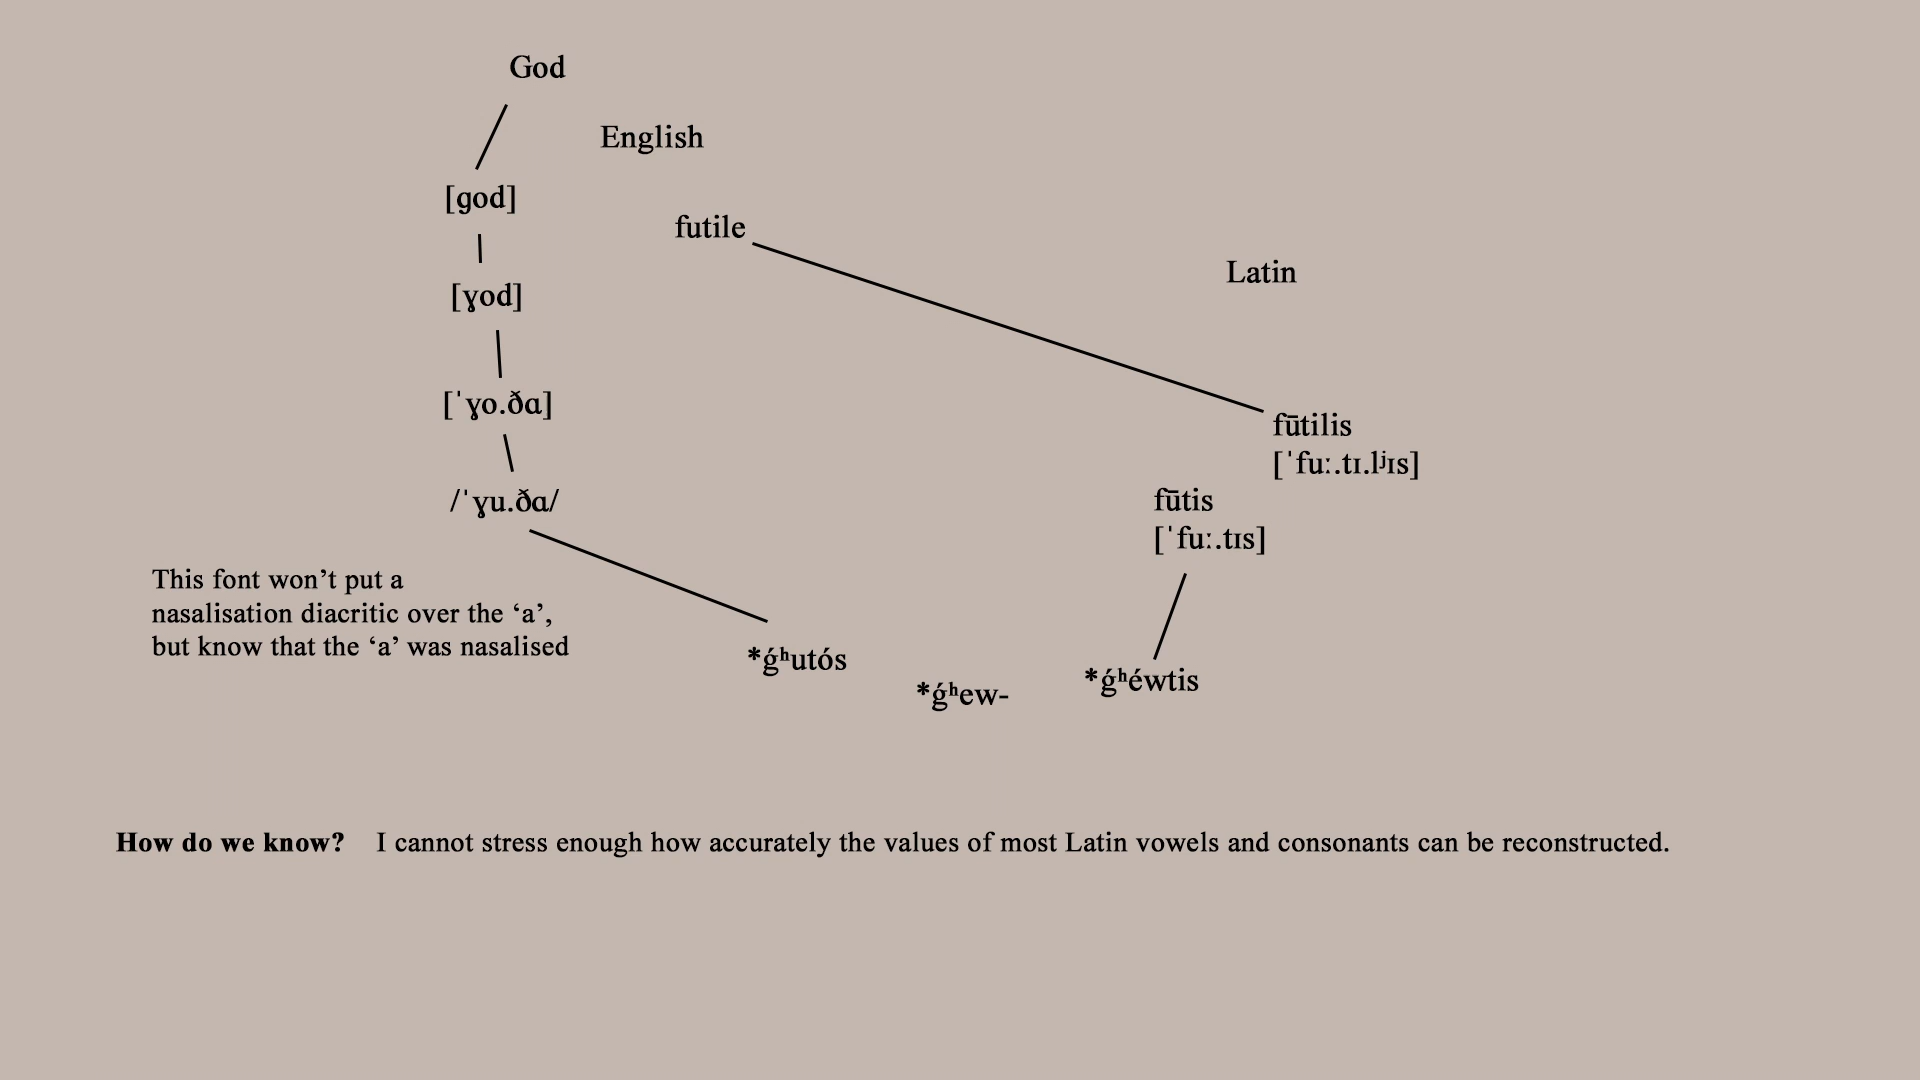 God
English
[ɡod]
futile
Latin
[ɣod]
[ˈɣo.ðɑ]
fūtilis
[ˈfuː.tɪ.lʲɪs]
/ˈɣu.ðɑ/
fūtis
[ˈfuː.tɪs]
This font won’t put a
nasalisation diacritic over the ‘a’,
but know that the ‘a’ was nasalised
*ǵʰutós
*ǵʰew-
*ǵʰéwtis
How do we know? I cannot stress enough how accurately the values of most Latin vowels and consonants can be reconstructed.